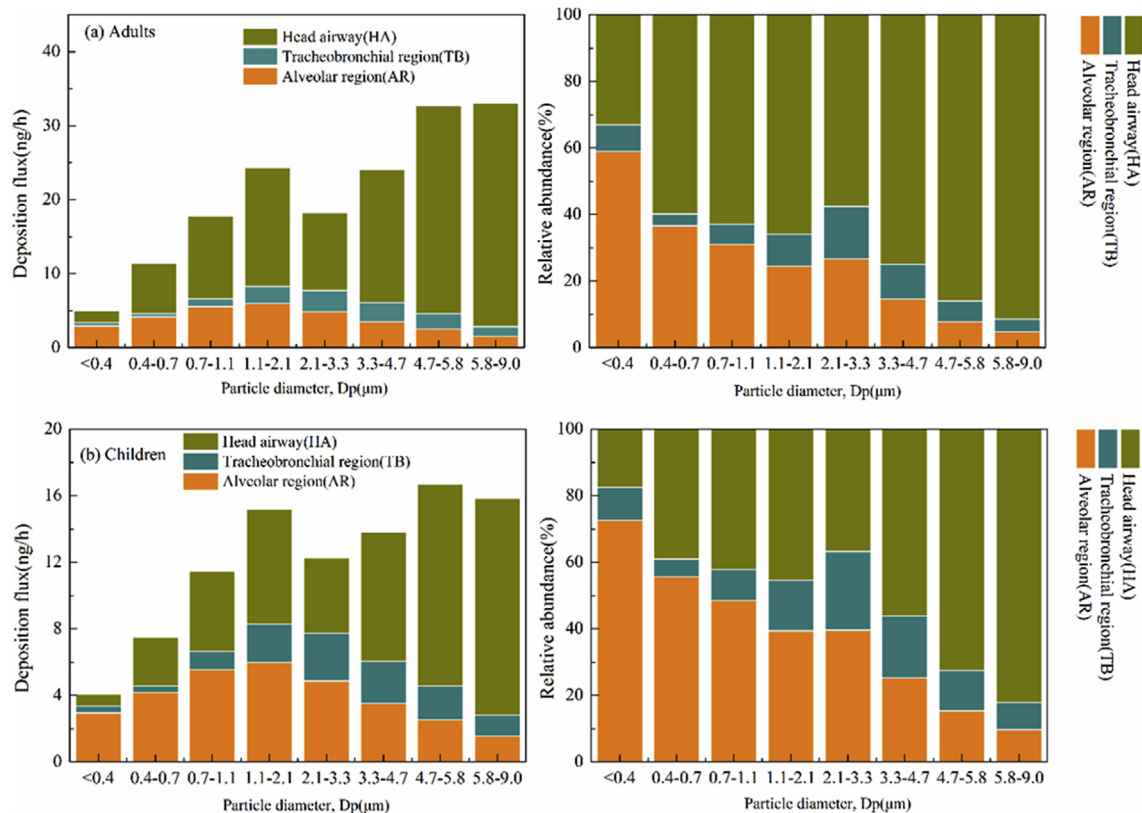 (a) Adults
Head airway(HA)
Tracheobronchial region(TB)
Alveolar region(AR)
Deposition flux(ng/h)
40
30
20
10
0
<0.4 0.4-0.7 0.7-1.1 1.1-2.1 2.1-3.3 3.3-4.7 4.7-5.8 5.8-9.0
Particle diameter, Dp(μm)
Relative abundance(%)
100
80
60
40
20
0
<0.4 0.4-0.7 0.7-1.1 1.1-2.1 2.1-3.3 3.3-4.7 4.7-5.8 5.8-9.0
Particle diameter, Dp(μm)
Head airway(HA)
Tracheobronchial region(TB)
Alveolar region(AR)
(b) Children
Head airway(HA)
Tracheobronchial region(TB)
Alveolar region(AR)
Deposition flux(ng/h)
20
16
12
8
4
0
<0.4 0.4-0.7 0.7-1.1 1.1-2.1 2.1-3.3 3.3-4.7 4.7-5.8 5.8-9.0
Particle diameter, Dp(μm)
Relative abundance(%)
100
80
60
40
20
0
<0.4 0.4-0.7 0.7-1.1 1.1-2.1 2.1-3.3 3.3-4.7 4.7-5.8 5.8-9.0
Particle diameter, Dp(μm)
Head airway(HA)
Tracheobronchial region(TB)
Alveolar region(AR)